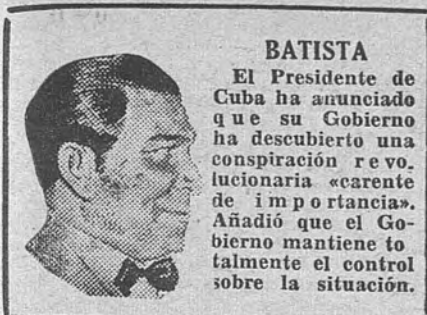 BATISTA
El Presidente de
Cuba ha anunciado
que su Gobierno
ha descubierto una
conspiración revo-
lucionaria «carente
de importancia».
Añadió que el Go-
bierno mantiene to
talmente el control
sobre la situación.